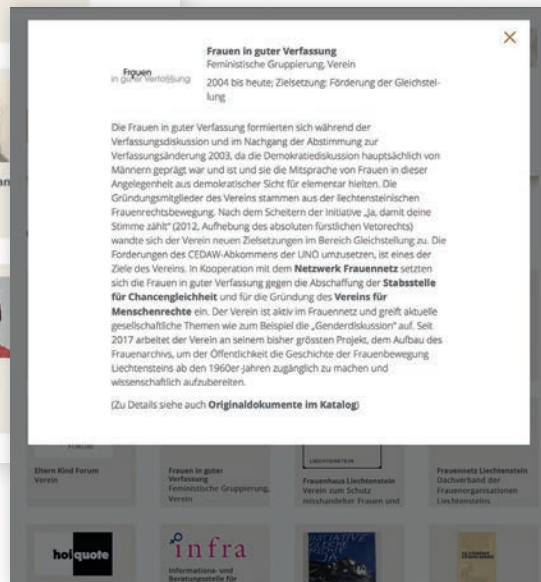 Frauen
in guter Verfassung
Frauen in guter Verfassung
Feministische Gruppierung, Verein
2004 bis heute; Zielsetzung: Förderung der Gleichstel-
lung
Die Frauen in guter Verfassung formierten sich während der
Verfassungsdiskussion und im Nachgang der Abstimmung zur
Verfassungsänderung 2003, da die Demokratiediskussion hauptsächlich von
Männern geprägt war und ist und sie die Mitsprache von Frauen in dieser
Angelegenheit aus demokratischer Sicht für elementar hielten. Die
Gründungsmitglieder des Vereins stammen aus der liechtensteinischen
Frauenrechtsbewegung. Nach dem Scheitern der Initiative „Ja, damit deine
Stimme zählt“ (2012, Aufhebung des absoluten fürstlichen Vetorechts)
wandte sich der Verein neuen Zielsetzungen im Bereich Gleichstellung zu. Die
Forderungen des CEDAW-Abkommens der UNO umzusetzen, ist eines der
Ziele des Vereins. In Kooperation mit dem Netzwerk Frauennetz setzten
sich die Frauen in guter Verfassung gegen die Abschaffung der Stabsstelle
für Chancengleichheit und für die Gründung des Vereins für
Menschenrechte ein. Der Verein ist aktiv im Frauennetz und greift aktuelle
gesellschaftliche Themen wie zum Beispiel die „Genderdiskussion“ auf. Seit
2017 arbeitet der Verein an seinem bisher grössten Projekt, dem Aufbau des
Frauenarchivs, um der Öffentlichkeit die Geschichte der Frauenbewegung
Liechtensteins ab den 1960er-Jahren zugänglich zu machen und
wissenschaftlich aufzubereiten.
(Zu Details siehe auch Originaldokumente im Katalog)
FORUM
LIECHTENSTEIN
Eltern Kind Forum
Verein
Frauen in guter
Verfassung
Feministische Gruppierung,
Verein
Frauenhaus Liechtenstein
Verein zum Schutz
misshandelter Frauen und
Frauennetz Liechtenstein
Dachverband der
Frauenorganisationen
Liechtensteins
hoi quote
infra
Informations- und
Beratungsstelle für